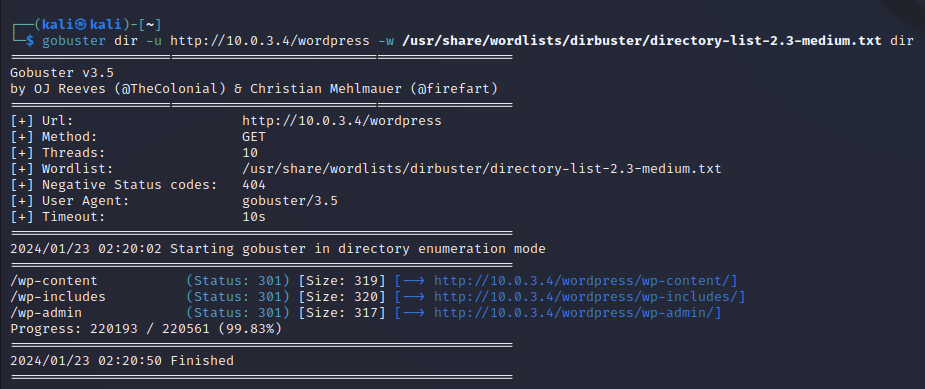 ┌──(kali㉿kali)-[~]
└─$ gobuster dir -u http://10.0.3.4/wordpress -w /usr/share/wordlists/dirbuster/directory-list-2.3-medium.txt dir
===============================================================
Gobuster v3.5
by OJ Reeves (@TheColonial) & Christian Mehlmauer (@firefart)
===============================================================
[+] Url:                     http://10.0.3.4/wordpress
[+] Method:                  GET
[+] Threads:                 10
[+] Wordlist:                /usr/share/wordlists/dirbuster/directory-list-2.3-medium.txt
[+] Negative Status codes:   404
[+] User Agent:              gobuster/3.5
[+] Timeout:                 10s
===============================================================
2024/01/23 02:20:02 Starting gobuster in directory enumeration mode
===============================================================
/wp-content           (Status: 301) [Size: 319] [--> http://10.0.3.4/wordpress/wp-content/]
/wp-includes          (Status: 301) [Size: 320] [--> http://10.0.3.4/wordpress/wp-includes/]
/wp-admin             (Status: 301) [Size: 317] [--> http://10.0.3.4/wordpress/wp-admin/]
Progress: 220193 / 220561 (99.83%)
===============================================================
2024/01/23 02:20:50 Finished
===============================================================